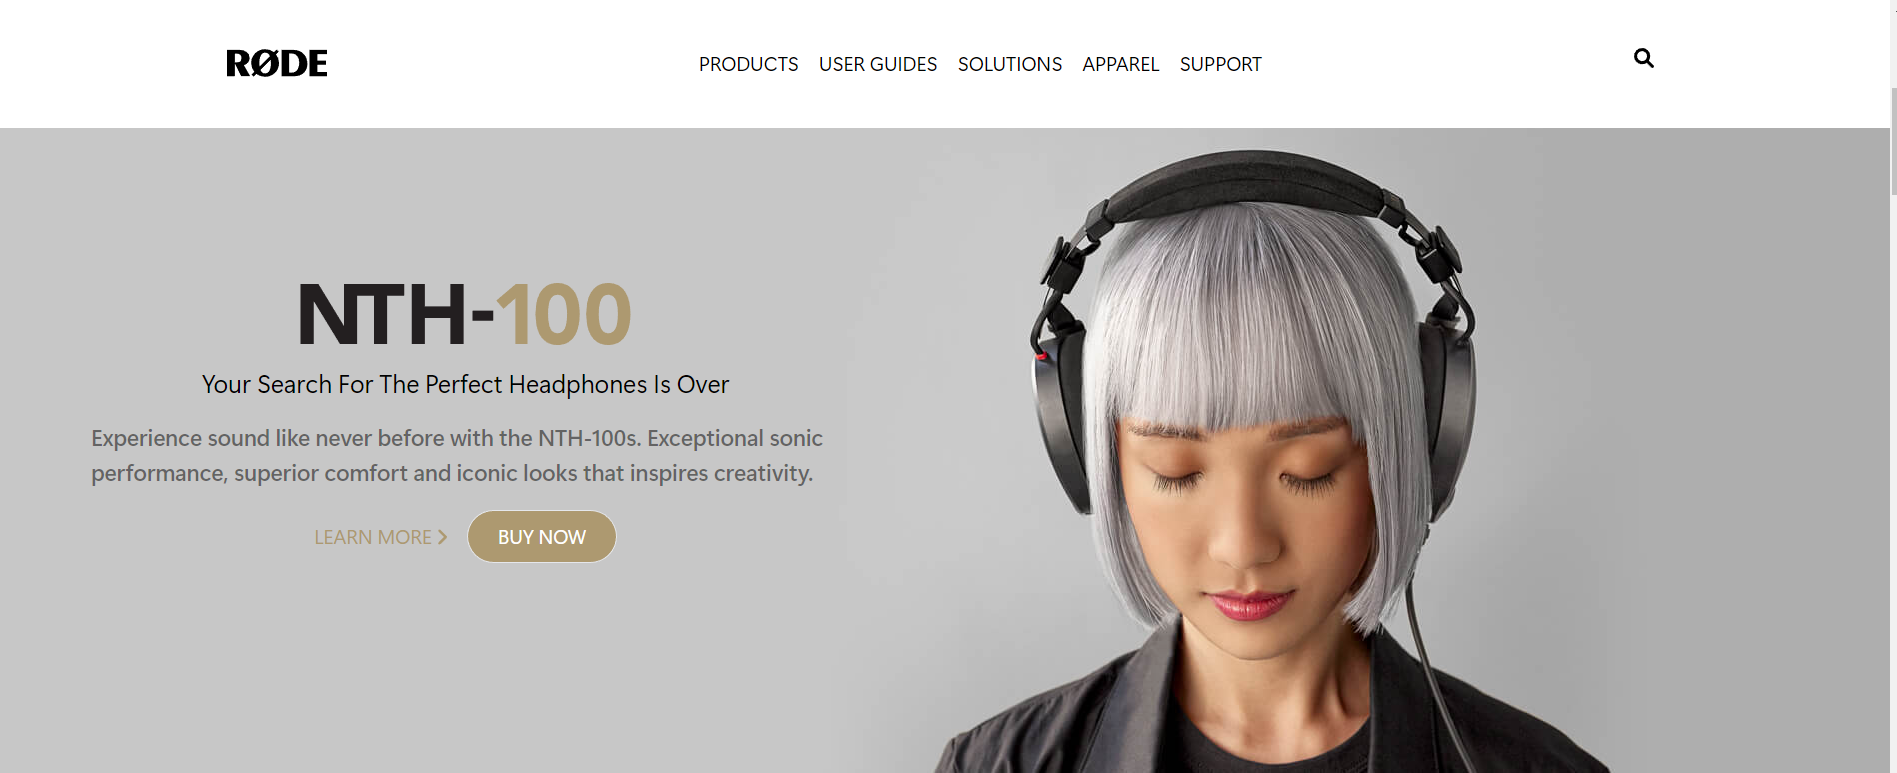 RØDE
PRODUCTS USER GUIDES SOLUTIONS APPAREL SUPPORT
NTH-100
Your Search For The Perfect Headphones Is Over
Experience sound like never before with the NTH-100s. Exceptional sonic
performance, superior comfort and iconic looks that inspires creativity.
LEARN MORE BUY NOW